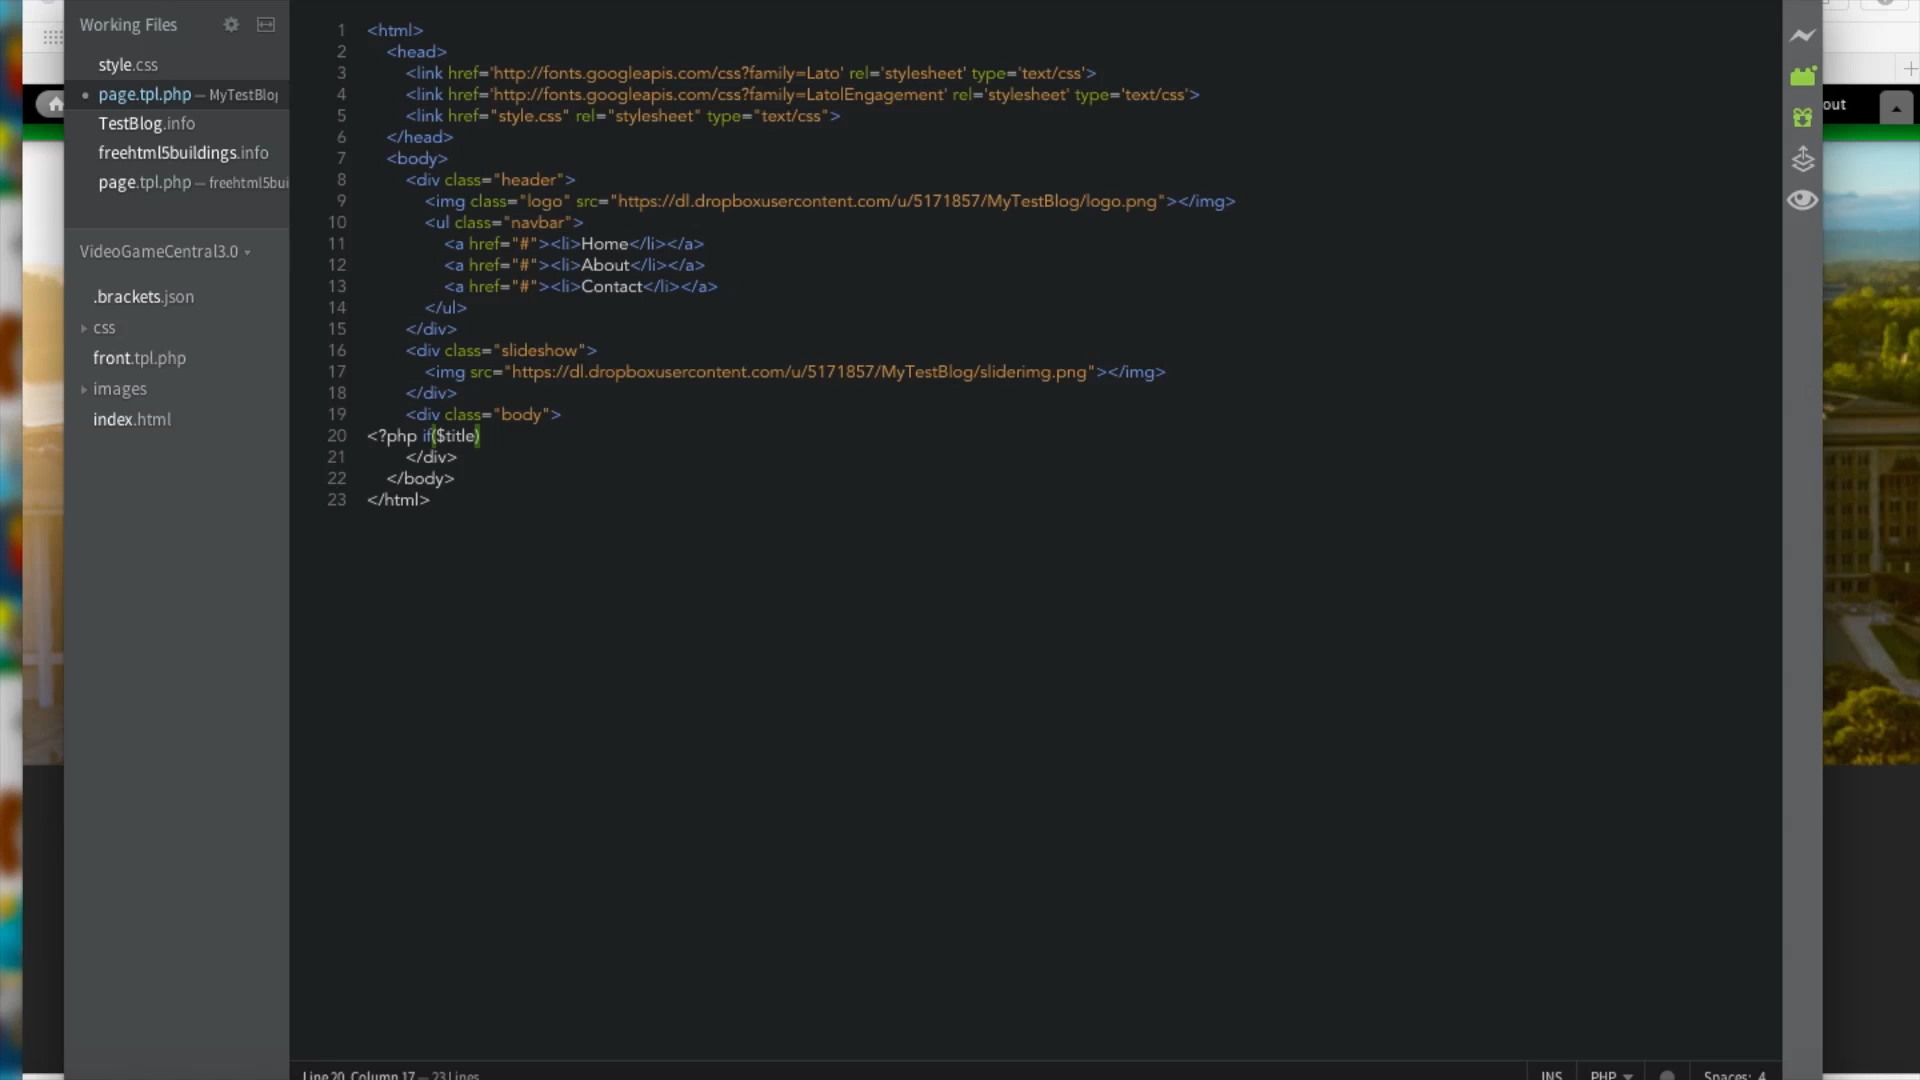 Working Files
style.css
page.tpl.php — MyTestBlog
TestBlog.info
freehtml5buildings.info
page.tpl.php — freehtml5bui
VideoGameCentral3.0
.brackets.json
css
front.tpl.php
images
index.html
1 <html>
2 <head>
3 <link href='http://fonts.googleapis.com/css?family=Lato' rel='stylesheet' type='text/css'>
4 <link href='http://fonts.googleapis.com/css?family=Lato|Engagement' rel='stylesheet' type='text/css'>
5 <link href="style.css" rel="stylesheet" type="text/css">
6 </head>
7 <body>
8 <div class="header">
9 <img class="logo" src="https://dl.dropboxusercontent.com/u/5171857/MyTestBlog/logo.png"></img>
10 <ul class="navbar">
11 <a href="#"><li>Home</li></a>
12 <a href="#"><li>About</li></a>
13 <a href="#"><li>Contact</li></a>
14 </ul>
15 </div>
16 <div class="slideshow">
17 <img src="https://dl.dropboxusercontent.com/u/5171857/MyTestBlog/sliderimg.png"></img>
18 </div>
19 <div class="body">
20 <?php if($title)
21 </div>
22 </body>
23 </html>
out
Line 20, Column 17 — 23 Lines
INS PHP Spaces: 4